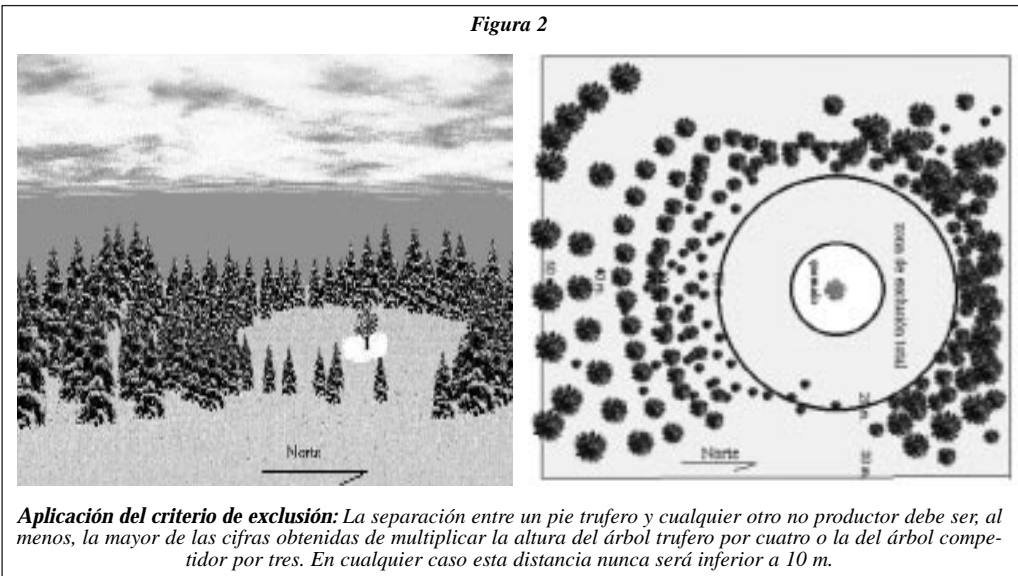 Figura 2
Norte
quemado
zona de exclusión total
40 m.
Norte
Aplicación del criterio de exclusión: La separación entre un pie trufero y cualquier otro no productor debe ser, al
menos, la mayor de las cifras obtenidas de multiplicar la altura del árbol trufero por cuatro o la del árbol compe-
tidor por tres. En cualquier caso esta distancia nunca será inferior a 10 m.